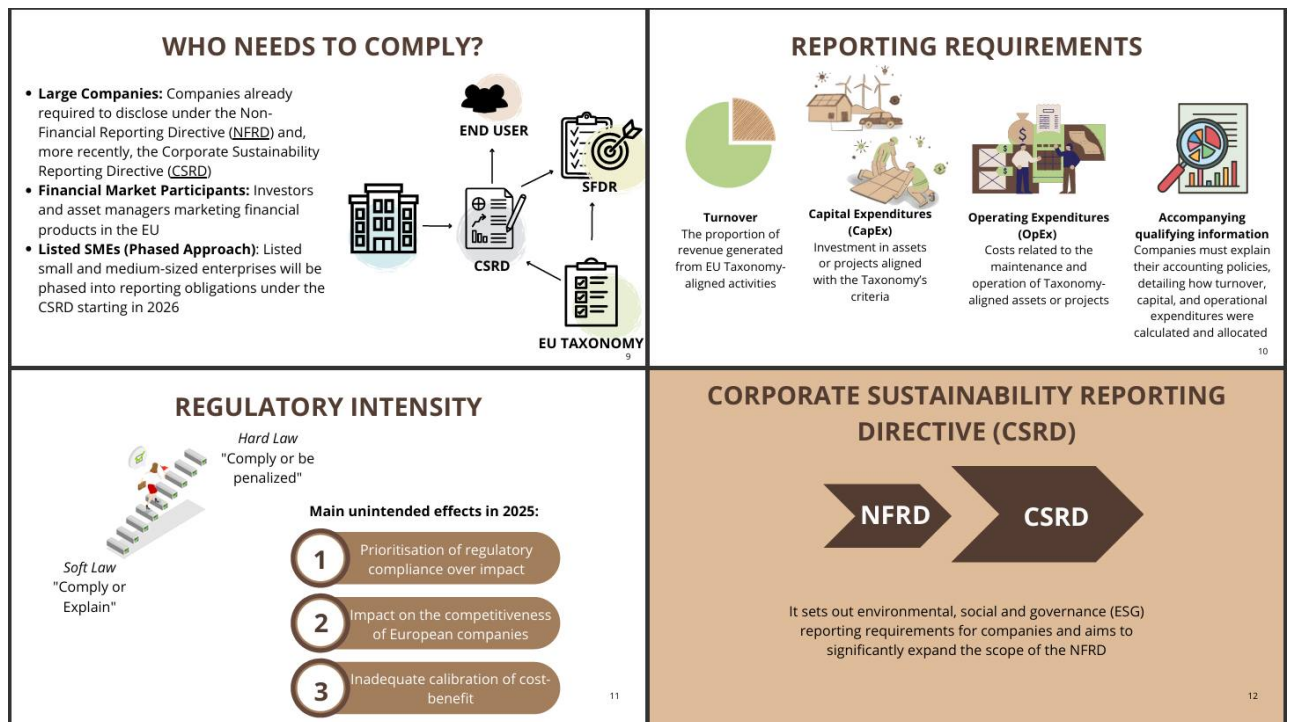 WHO NEEDS TO COMPLY?
• Large Companies: Companies already
required to disclose under the Non-
Financial Reporting Directive (NFRD) and,
more recently, the Corporate Sustainability
Reporting Directive (CSRD)
• Financial Market Participants: Investors
and asset managers marketing financial
products in the EU
• Listed SMEs (Phased Approach): Listed
small and medium-sized enterprises will be
phased into reporting obligations under the
CSRD starting in 2026
END USER
SFDR
CSRD
EU TAXONOMY
9
REPORTING REQUIREMENTS
Turnover
The proportion of
revenue generated
from EU Taxonomy-
aligned activities
Capital Expenditures
(CapEx)
Investment in assets
or projects aligned
with the Taxonomy's
criteria
Operating Expenditures
(OpEx)
Costs related to the
maintenance and
operation of Taxonomy-
aligned assets or projects
Accompanying
qualifying information
Companies must explain
their accounting policies,
detailing how turnover,
capital, and operational
expenditures were
calculated and allocated
10
REGULATORY INTENSITY
Hard Law
"Comply or be
penalized"
Soft Law
"Comply or
Explain"
Main unintended effects in 2025:
1
Prioritisation of regulatory
compliance over impact
2
Impact on the competitiveness
of European companies
3
Inadequate calibration of cost-
benefit
11
CORPORATE SUSTAINABILITY REPORTING
DIRECTIVE (CSRD)
NFRD
CSRD
It sets out environmental, social and governance (ESG)
reporting requirements for companies and aims to
significantly expand the scope of the NFRD
12